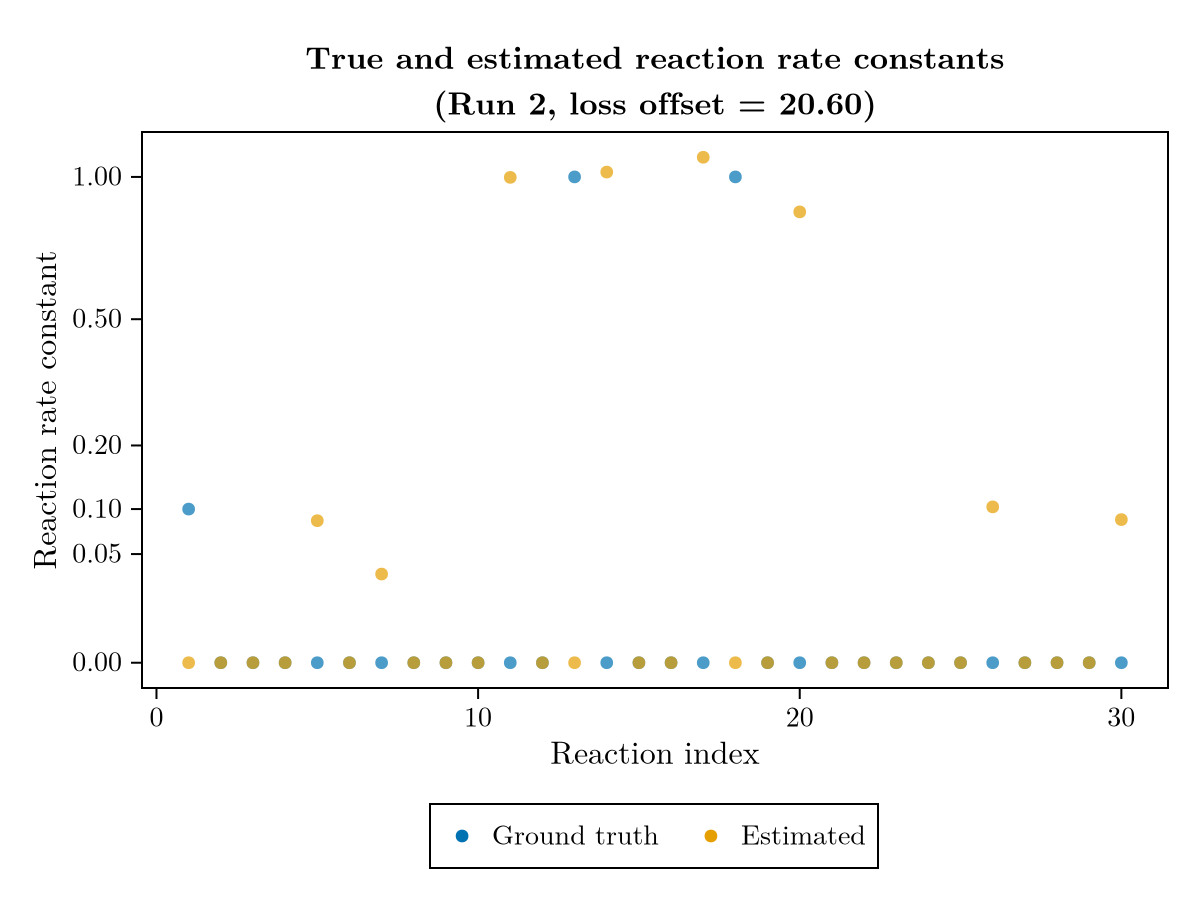 True and estimated reaction rate constants
(Run 2, loss offset = 20.60)
Reaction rate constant
1.00
0.50
0.20
0.10
0.05
0.00
0
10
20
30
Reaction index
Ground truth
Estimated